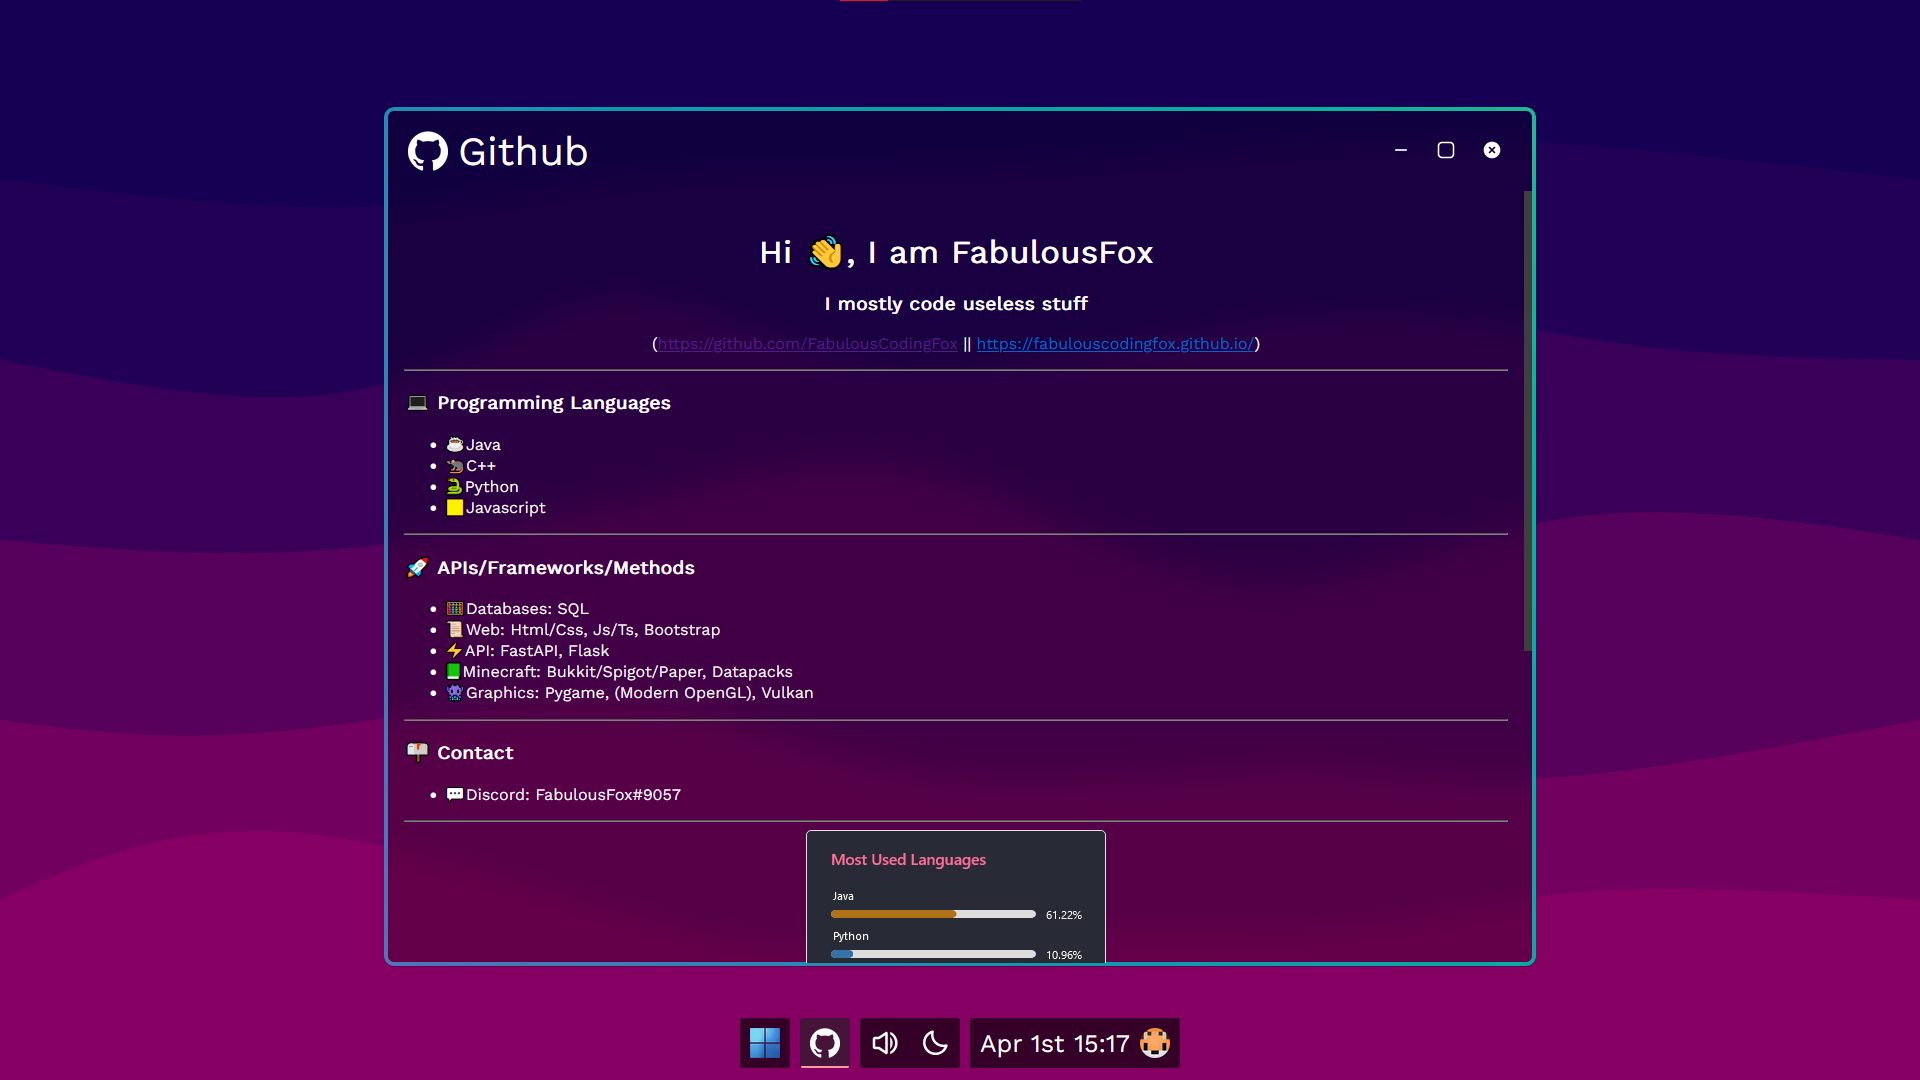 Github
Hi 👋, I am FabulousFox
I mostly code useless stuff
(https://github.com/FabulousCodingFox || https://fabulouscodingfox.github.io/)
Programming Languages
Java
C++
Python
Javascript
APIs/Frameworks/Methods
Databases: SQL
Web: Html/Css, Js/Ts, Bootstrap
API: FastAPI, Flask
Minecraft: Bukkit/Spigot/Paper, Datapacks
Graphics: Pygame, (Modern OpenGL), Vulkan
Contact
Discord: FabulousFox#9057
Most Used Languages
Java
61.22%
Python
10.96%
Apr 1st 15:17